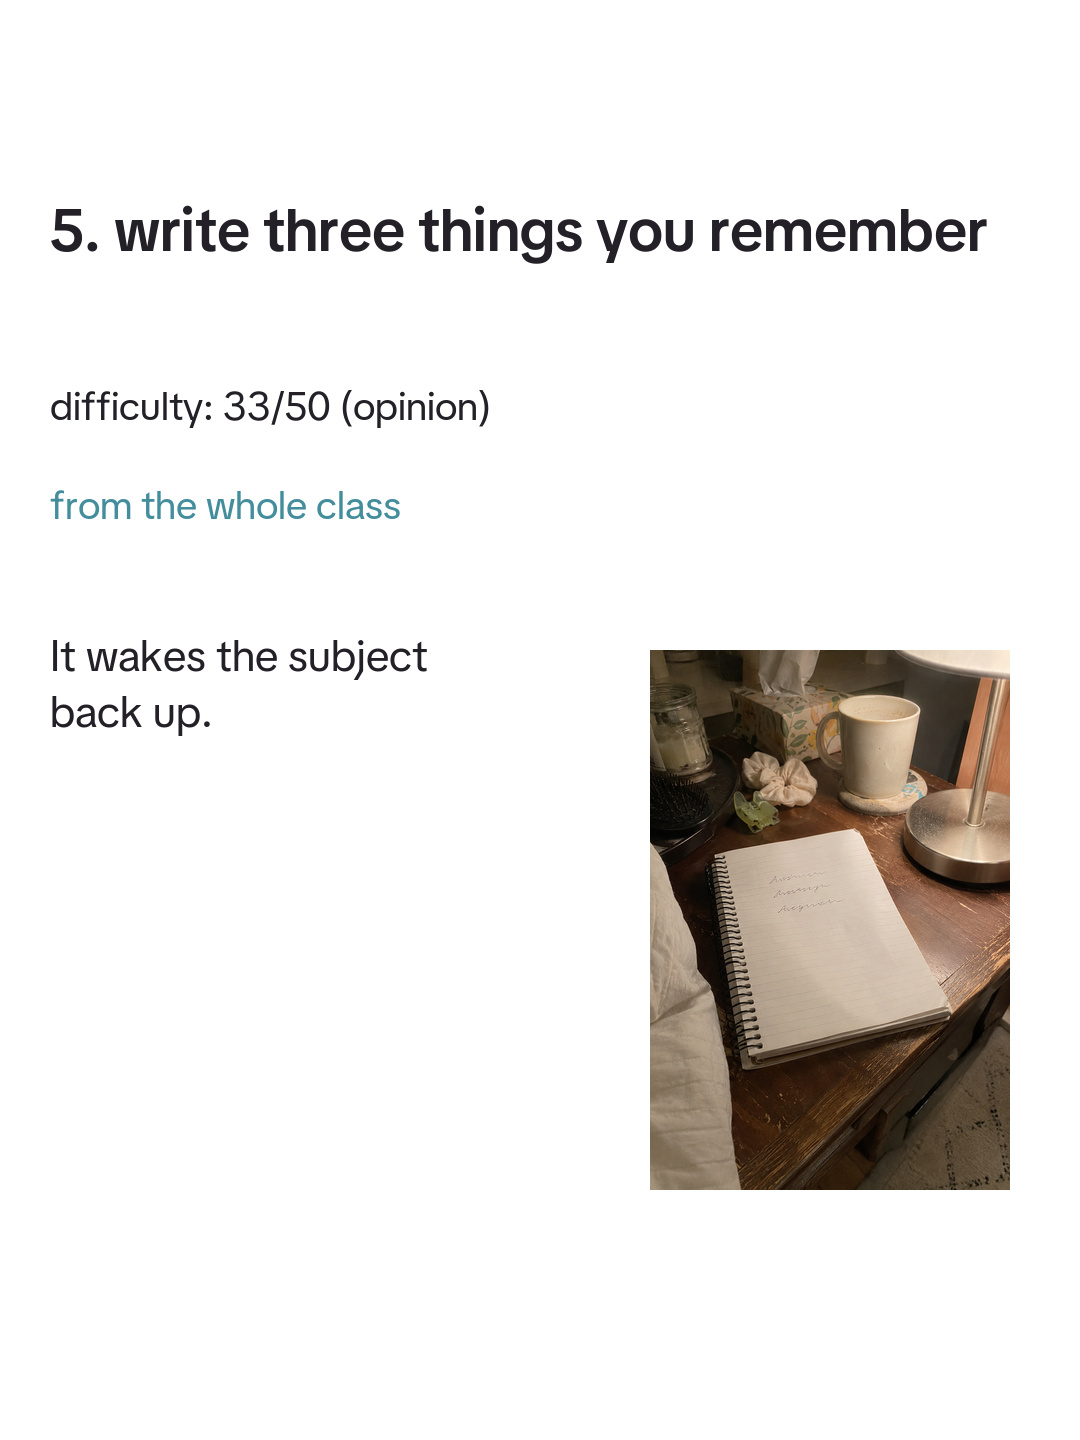 5. write three things you remember
difficulty: 33/50 (opinion)
from the whole class
It wakes the subject
back up.